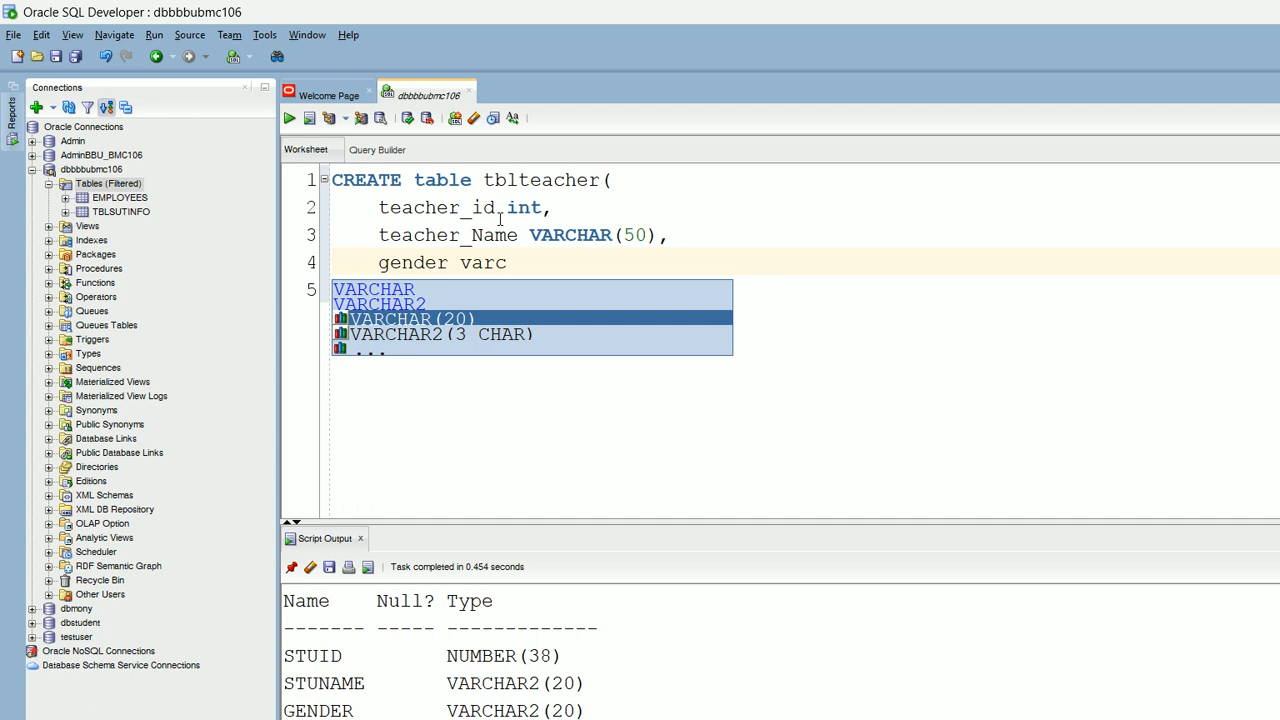 Oracle SQL Developer : dbbbbubmc106
File Edit View Navigate Run Source Team Tools Window Help
Connections
Reports
Oracle Connections
Admin
AdminBBU_BMC106
dbbbbubmc106
Tables (Filtered)
EMPLOYEES
TBLSUTINFO
Views
Indexes
Packages
Procedures
Functions
Operators
Queues
Queues Tables
Triggers
Types
Sequences
Materialized Views
Materialized View Logs
Synonyms
Public Synonyms
Database Links
Public Database Links
Directories
Editions
XML Schemas
XML DB Repository
OLAP Option
Analytic Views
Scheduler
RDF Semantic Graph
Recycle Bin
Other Users
dbmony
dbstudent
testuser
Oracle NoSQL Connections
Database Schema Service Connections
Welcome Page
dbbbbubmc106
Worksheet Query Builder
1 CREATE table tblteacher(
2 teacher_id int,
3 teacher_Name VARCHAR(50),
4 gender varc
5
VARCHAR
VARCHAR2
VARCHAR(20)
VARCHAR2(3 CHAR)
...
Script Output
Task completed in 0.454 seconds
Name Null? Type
------- ----- -------------
STUID NUMBER(38)
STUNAME VARCHAR2(20)
GENDER VARCHAR2(20)